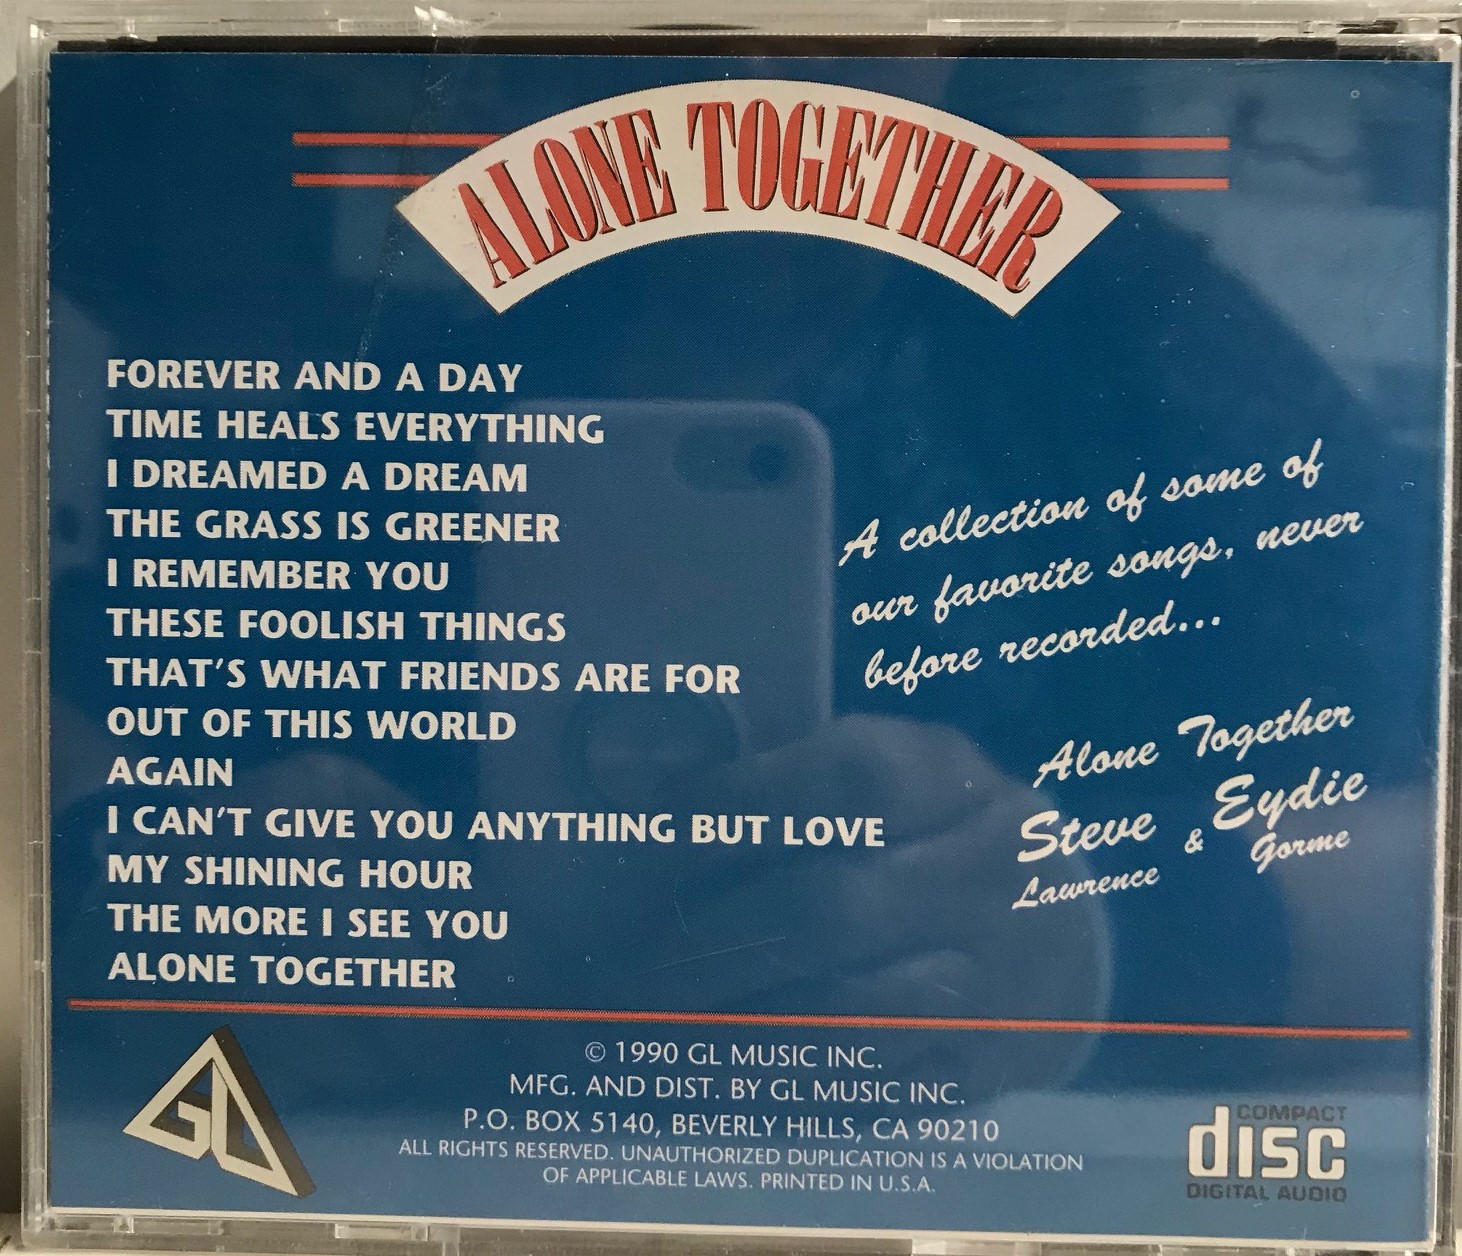 ALONE TOGETHER
FOREVER AND A DAY
TIME HEALS EVERYTHING
I DREAMED A DREAM
THE GRASS IS GREENER
I REMEMBER YOU
THESE FOOLISH THINGS
THAT'S WHAT FRIENDS ARE FOR
OUT OF THIS WORLD
AGAIN
I CAN'T GIVE YOU ANYTHING BUT LOVE
MY SHINING HOUR
THE MORE I SEE YOU
ALONE TOGETHER
A collection of some of
our favorite songs, never
before recorded...
Alone Together
Steve & Eydie
Lawrence Gorme
GL
© 1990 GL MUSIC INC.
MFG. AND DIST. BY GL MUSIC INC.
P.O. BOX 5140, BEVERLY HILLS, CA 90210
ALL RIGHTS RESERVED. UNAUTHORIZED DUPLICATION IS A VIOLATION
OF APPLICABLE LAWS. PRINTED IN U.S.A.
COMPACT
disc
DIGITAL AUDIO